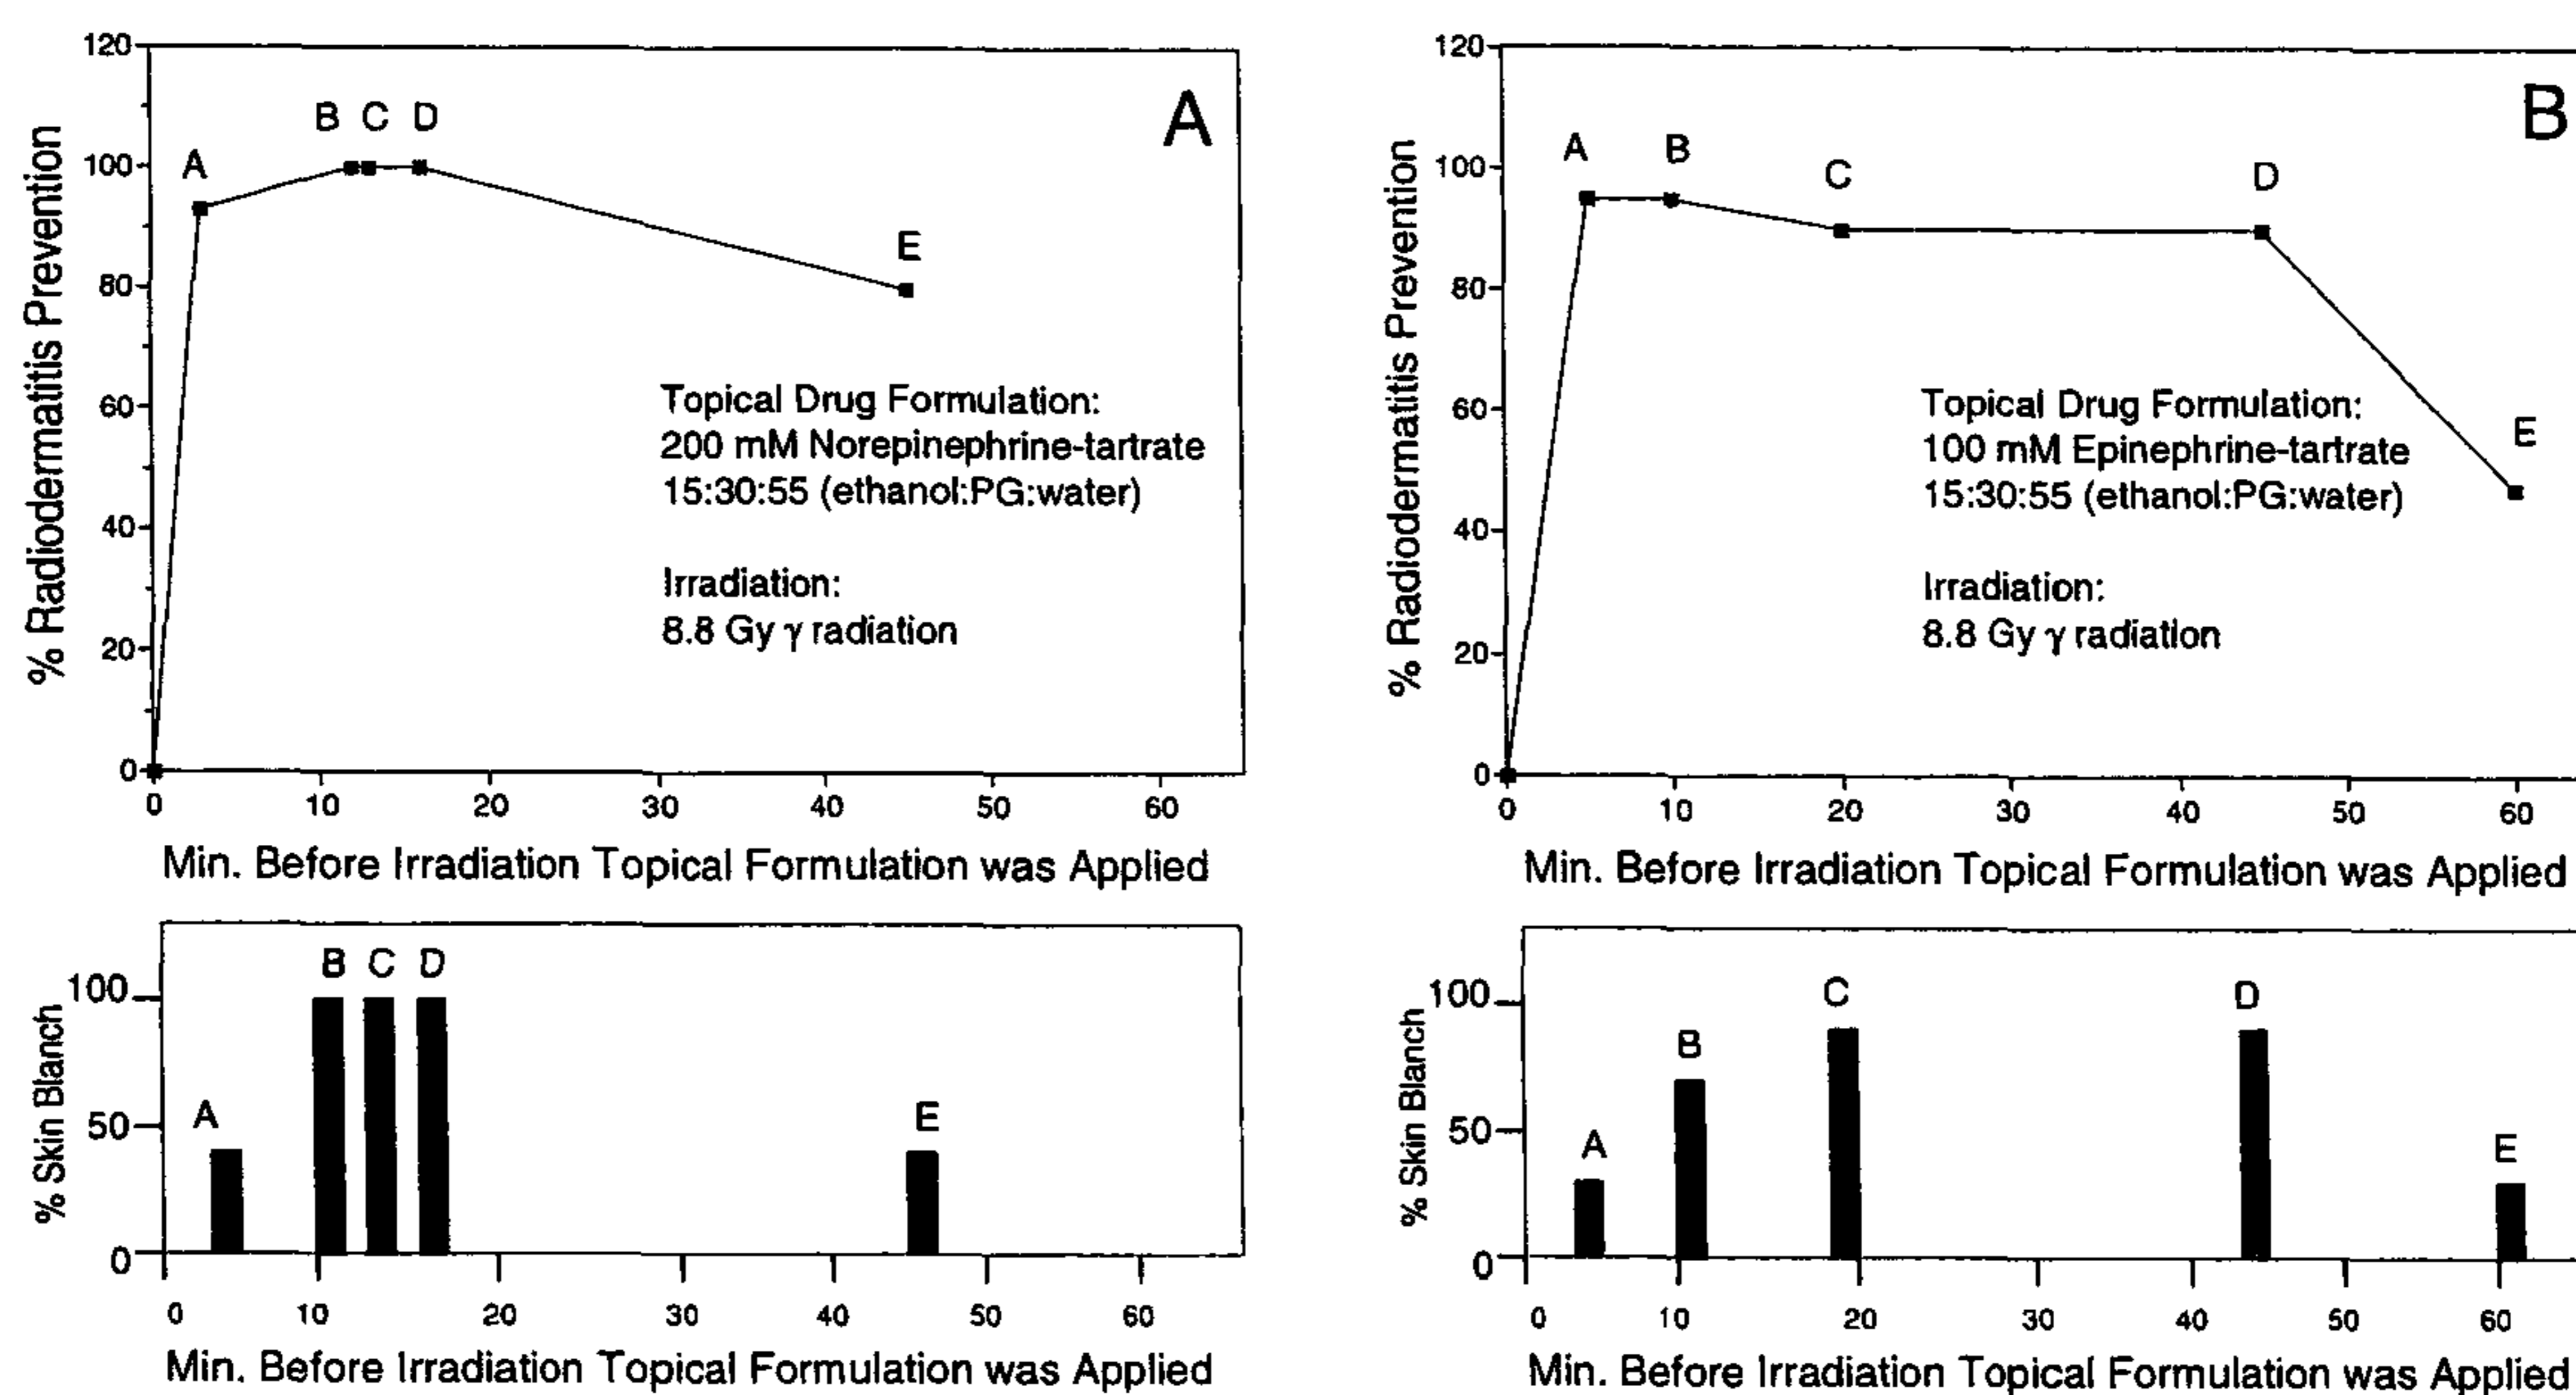 A
% Radiodermatitis Prevention
120
100
80
60
40
20
0
A
B C D
E
Topical Drug Formulation:
200 mM Norepinephrine-tartrate
15:30:55 (ethanol:PG:water)
Irradiation:
8.8 Gy γ radiation
0 10 20 30 40 50 60
Min. Before Irradiation Topical Formulation was Applied
% Skin Blanch
100
50
0
A
B C D
E
0 10 20 30 40 50 60
Min. Before Irradiation Topical Formulation was Applied
B
% Radiodermatitis Prevention
120
100
80
60
40
20
0
A B C D
E
Topical Drug Formulation:
100 mM Epinephrine-tartrate
15:30:55 (ethanol:PG:water)
Irradiation:
8.8 Gy γ radiation
0 10 20 30 40 50 60
Min. Before Irradiation Topical Formulation was Applied
% Skin Blanch
100
50
0
A B C D E
0 10 20 30 40 50 60
Min. Before Irradiation Topical Formulation was Applied